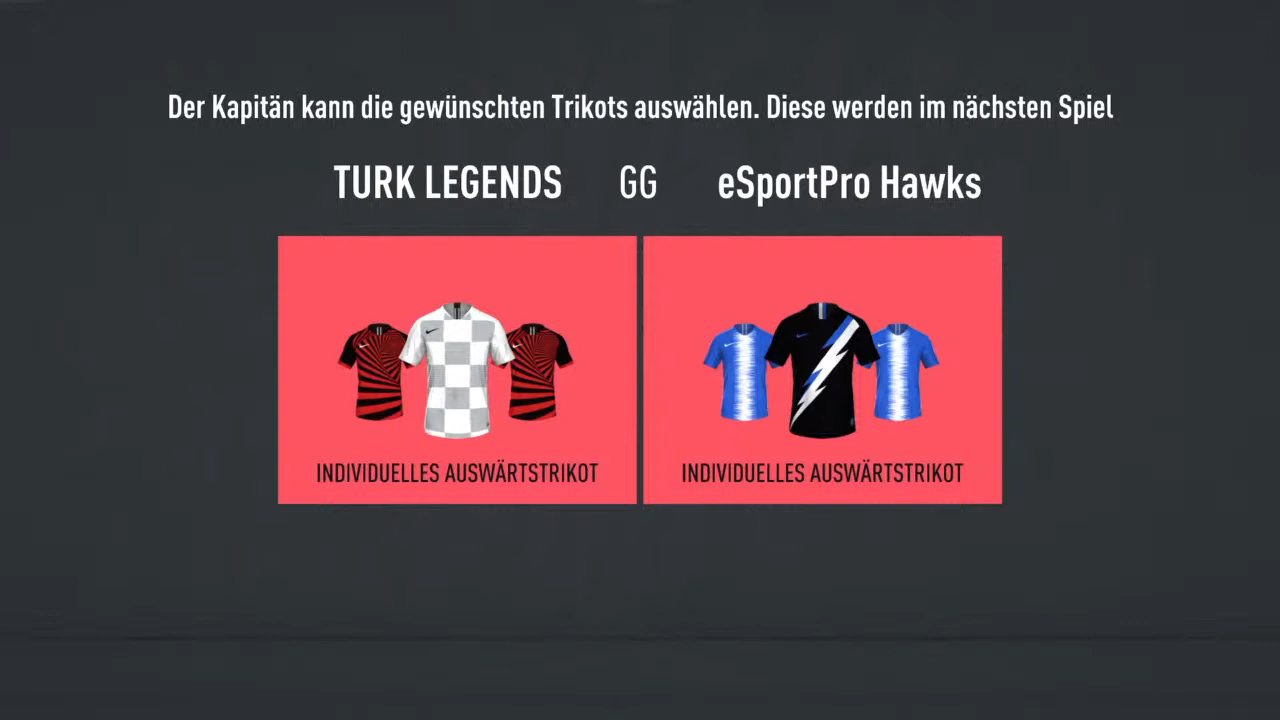 Der Kapitän kann die gewünschten Trikots auswählen. Diese werden im nächsten Spiel
TURK LEGENDS GG eSportPro Hawks
INDIVIDUELLES AUSWÄRTSTRIKOT INDIVIDUELLES AUSWÄRTSTRIKOT